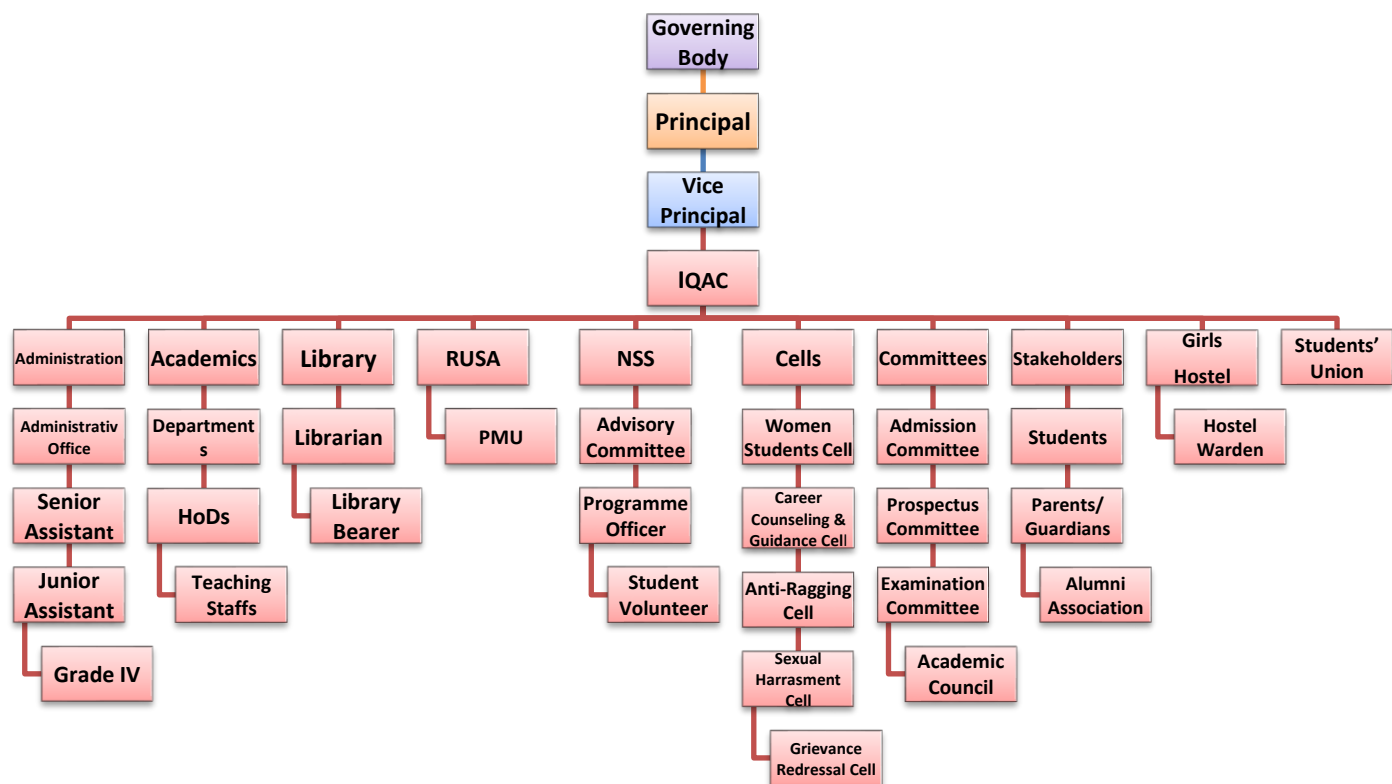 Governing
Body
Principal
Vice
Principal
IQAC
Administration
Academics
Library
RUSA
NSS
Cells
Committees
Stakeholders
Girls
Hostel
Students’
Union
Administrativ
Office
Department
s
Librarian
PMU
Advisory
Committee
Women
Students Cell
Admission
Committee
Students
Hostel
Warden
Senior
Assistant
HoDs
Library
Bearer
Programme
Officer
Career
Counseling &
Guidance Cell
Prospectus
Committee
Parents/
Guardians
Junior
Assistant
Teaching
Staffs
Student
Volunteer
Anti-Ragging
Cell
Examination
Committee
Alumni
Association
Grade IV
Sexual
Harrasment
Cell
Academic
Council
Grievance
Redressal Cell